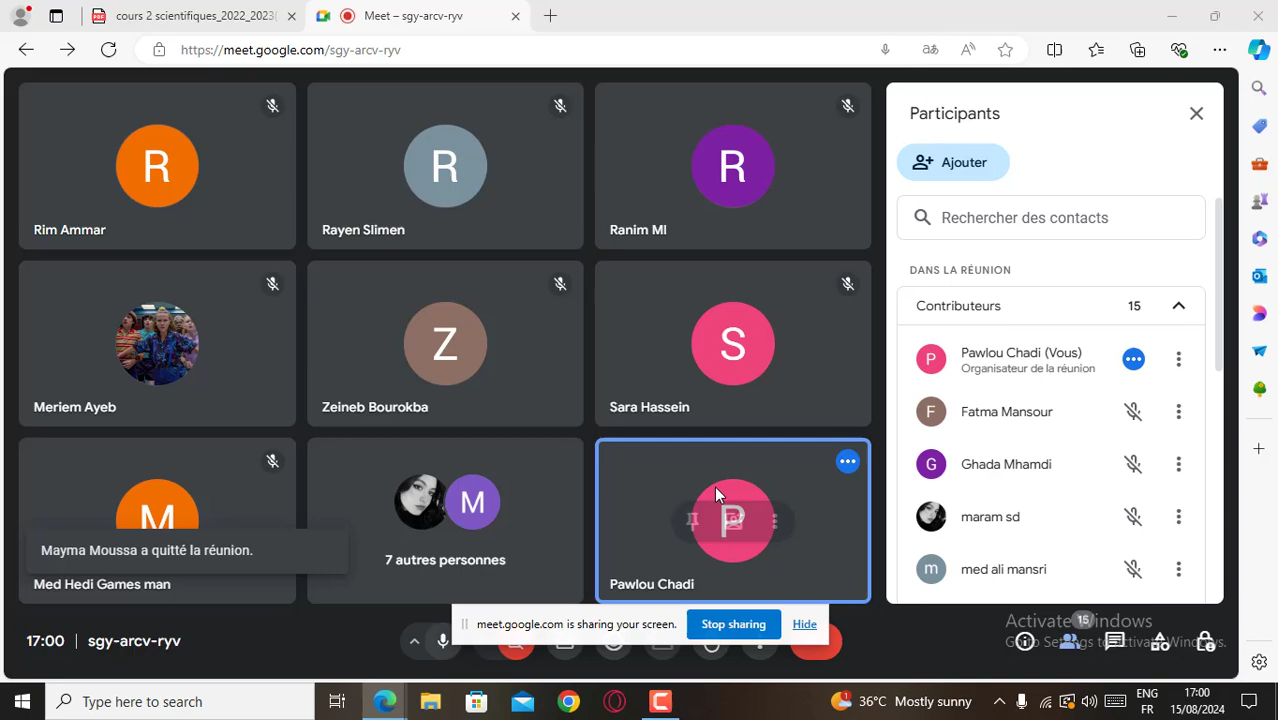 cours 2 scientifiques_2022_2023(
Meet – sgy-arcv-ryv
https://meet.google.com/sgy-arcv-ryv
R
Rim Ammar
R
Rayen Slimen
R
Ranim Ml
Meriem Ayeb
Z
Zeineb Bourokba
S
Sara Hassein
M
Med Hedi Games man
Mayma Moussa a quitté la réunion.
M
7 autres personnes
P
Pawlou Chadi
Participants
Ajouter
Rechercher des contacts
DANS LA RÉUNION
Contributeurs 15
P Pawlou Chadi (Vous)
Organisateur de la réunion
F Fatma Mansour
G Ghada Mhamdi
maram sd
m med ali mansri
17:00 sgy-arcv-ryv
meet.google.com is sharing your screen. Stop sharing Hide
15
Activate Windows
Go to Settings to activate Windows.
Type here to search
1
36°C Mostly sunny
ENG
FR
17:00
15/08/2024